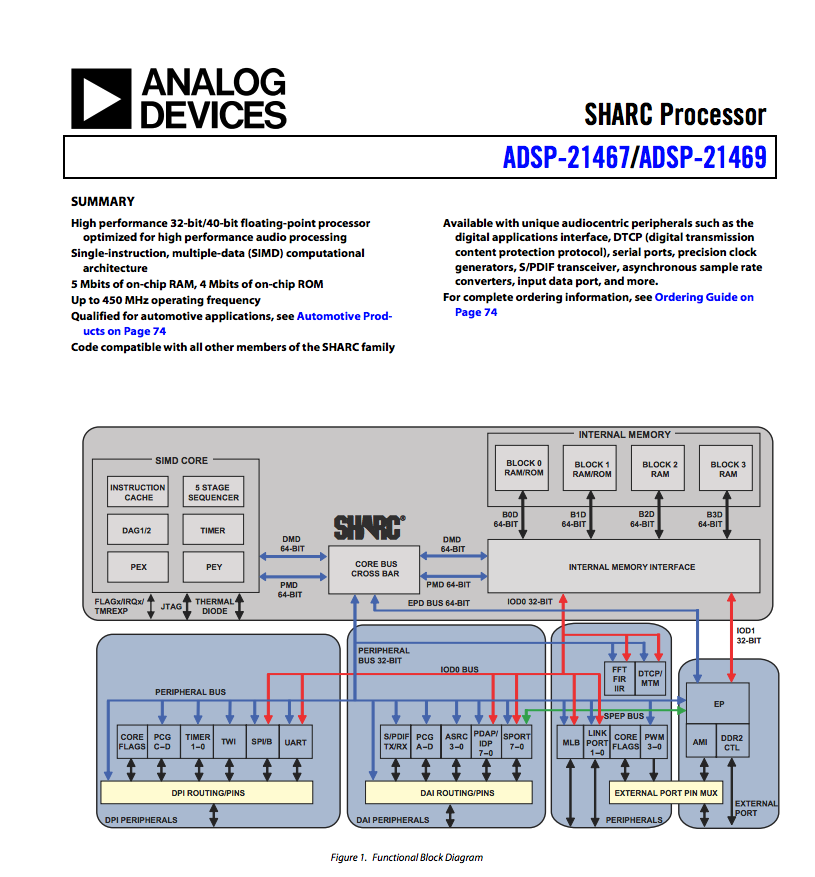 ANALOG
DEVICES
SHARC Processor
ADSP-21467/ADSP-21469
SUMMARY
High performance 32-bit/40-bit floating-point processor
optimized for high performance audio processing
Single-instruction, multiple-data (SIMD) computational
architecture
5 Mbits of on-chip RAM, 4 Mbits of on-chip ROM
Up to 450 MHz operating frequency
Qualified for automotive applications, see Automotive Prod-
ucts on Page 74
Code compatible with all other members of the SHARC family
Available with unique audiocentric peripherals such as the
digital applications interface, DTCP (digital transmission
content protection protocol), serial ports, precision clock
generators, S/PDIF transceiver, asynchronous sample rate
converters, input data port, and more.
For complete ordering information, see Ordering Guide on
Page 74
SIMD CORE
INSTRUCTION
CACHE
5 STAGE
SEQUENCER
DAG1/2
TIMER
PEX
PEY
FLAGx/IRQx/
TMREXP
JTAG
THERMAL
DIODE
DMD
64-BIT
PMD
64-BIT
SHARC®
CORE BUS
CROSS BAR
DMD
64-BIT
PMD 64-BIT
EPD BUS 64-BIT
INTERNAL MEMORY
BLOCK 0
RAM/ROM
BLOCK 1
RAM/ROM
BLOCK 2
RAM
BLOCK 3
RAM
B0D
64-BIT
B1D
64-BIT
B2D
64-BIT
B3D
64-BIT
INTERNAL MEMORY INTERFACE
IOD0 32-BIT
IOD1
32-BIT
PERIPHERAL
BUS 32-BIT
IOD0 BUS
PERIPHERAL BUS
FFT
FIR
IIR
DTCP/
MTM
EP
SPEP BUS
CORE
FLAGS
PCG
C-D
TIMER
1-0
TWI
SPI/B
UART
S/PDIF
TX/RX
PCG
A-D
ASRC
3-0
PDAP/
IDP
7-0
SPORT
7-0
MLB
LINK
PORT
1-0
CORE
FLAGS
PWM
3-0
AMI
DDR2
CTL
DPI ROUTING/PINS
DAI ROUTING/PINS
EXTERNAL PORT PIN MUX
DPI PERIPHERALS
DAI PERIPHERALS
PERIPHERALS
EXTERNAL
PORT
Figure 1. Functional Block Diagram